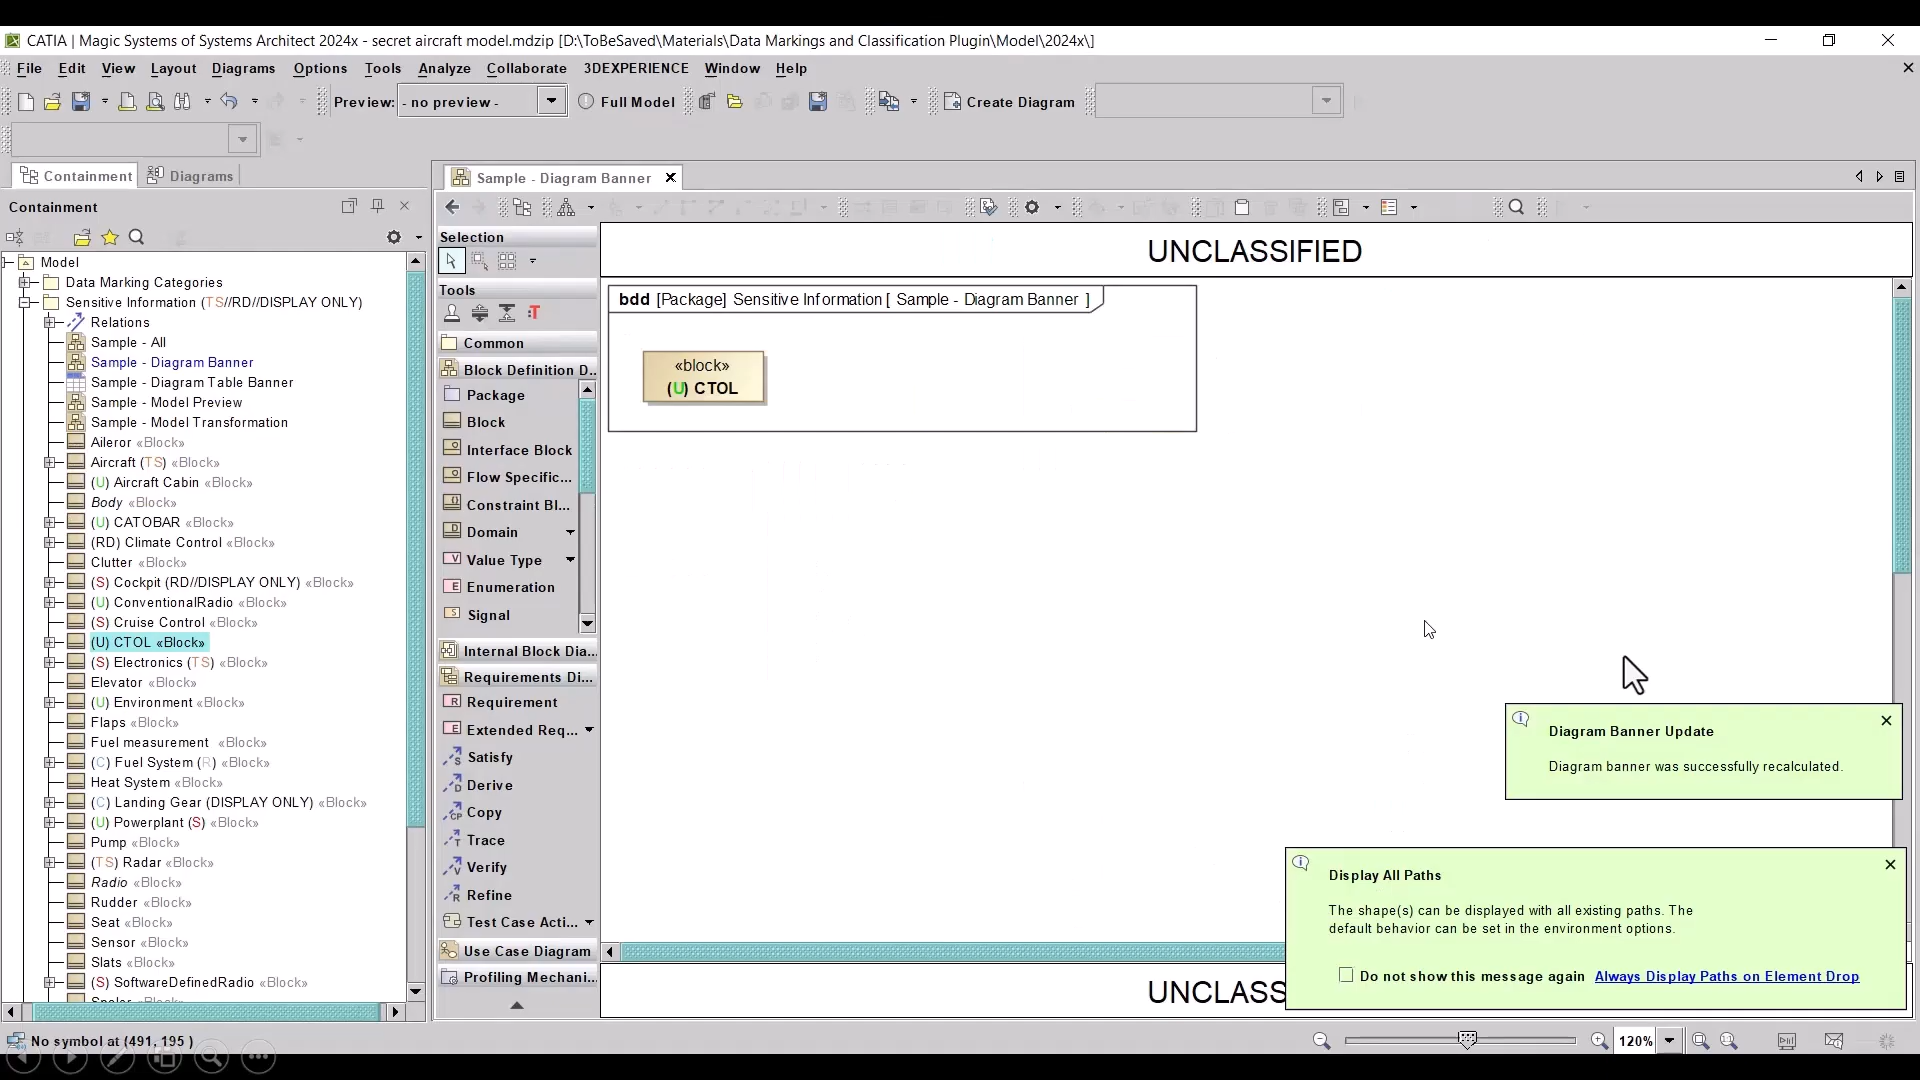 CATIA | Magic Systems of Systems Architect 2024x - secret aircraft model.mdzip [D:\ToBeSaved\Materials\Data Markings and Classification Plugin\Model\2024x\]
File Edit View Layout Diagrams Options Tools Analyze Collaborate 3DEXPERIENCE Window Help
Preview: - no preview - Full Model Create Diagram
Containment Diagrams
Sample - Diagram Banner
Containment
Model
Data Marking Categories
Sensitive Information (TS//RD//DISPLAY ONLY)
Relations
Sample - All
Sample - Diagram Banner
Sample - Diagram Table Banner
Sample - Model Preview
Sample - Model Transformation
Aileror «Block»
Aircraft (TS) «Block»
(U) Aircraft Cabin «Block»
Body «Block»
(U) CATOBAR «Block»
(RD) Climate Control «Block»
Clutter «Block»
(S) Cockpit (RD//DISPLAY ONLY) «Block»
(U) ConventionalRadio «Block»
(S) Cruise Control «Block»
(U) CTOL «Block»
(S) Electronics (TS) «Block»
Elevator «Block»
(U) Environment «Block»
Flaps «Block»
Fuel measurement «Block»
(C) Fuel System (R) «Block»
Heat System «Block»
(C) Landing Gear (DISPLAY ONLY) «Block»
(U) Powerplant (S) «Block»
Pump «Block»
(TS) Radar «Block»
Radio «Block»
Rudder «Block»
Seat «Block»
Sensor «Block»
Slats «Block»
(S) SoftwareDefinedRadio «Block»
Selection
Tools
Common
Block Definition D...
Package
Block
Interface Block
Flow Specific...
Constraint Bl...
Domain
Value Type
Enumeration
Signal
Internal Block Dia...
Requirements Di...
Requirement
Extended Req...
Satisfy
Derive
Copy
Trace
Verify
Refine
Test Case Acti...
Use Case Diagram
Profiling Mechani...
UNCLASSIFIED
bdd [Package] Sensitive Information [ Sample - Diagram Banner ]
«block»
(U) CTOL
Diagram Banner Update
Diagram banner was successfully recalculated.
Display All Paths
The shape(s) can be displayed with all existing paths. The
default behavior can be set in the environment options.
Do not show this message again Always Display Paths on Element Drop
UNCLASS
No symbol at (491, 195 )
120%